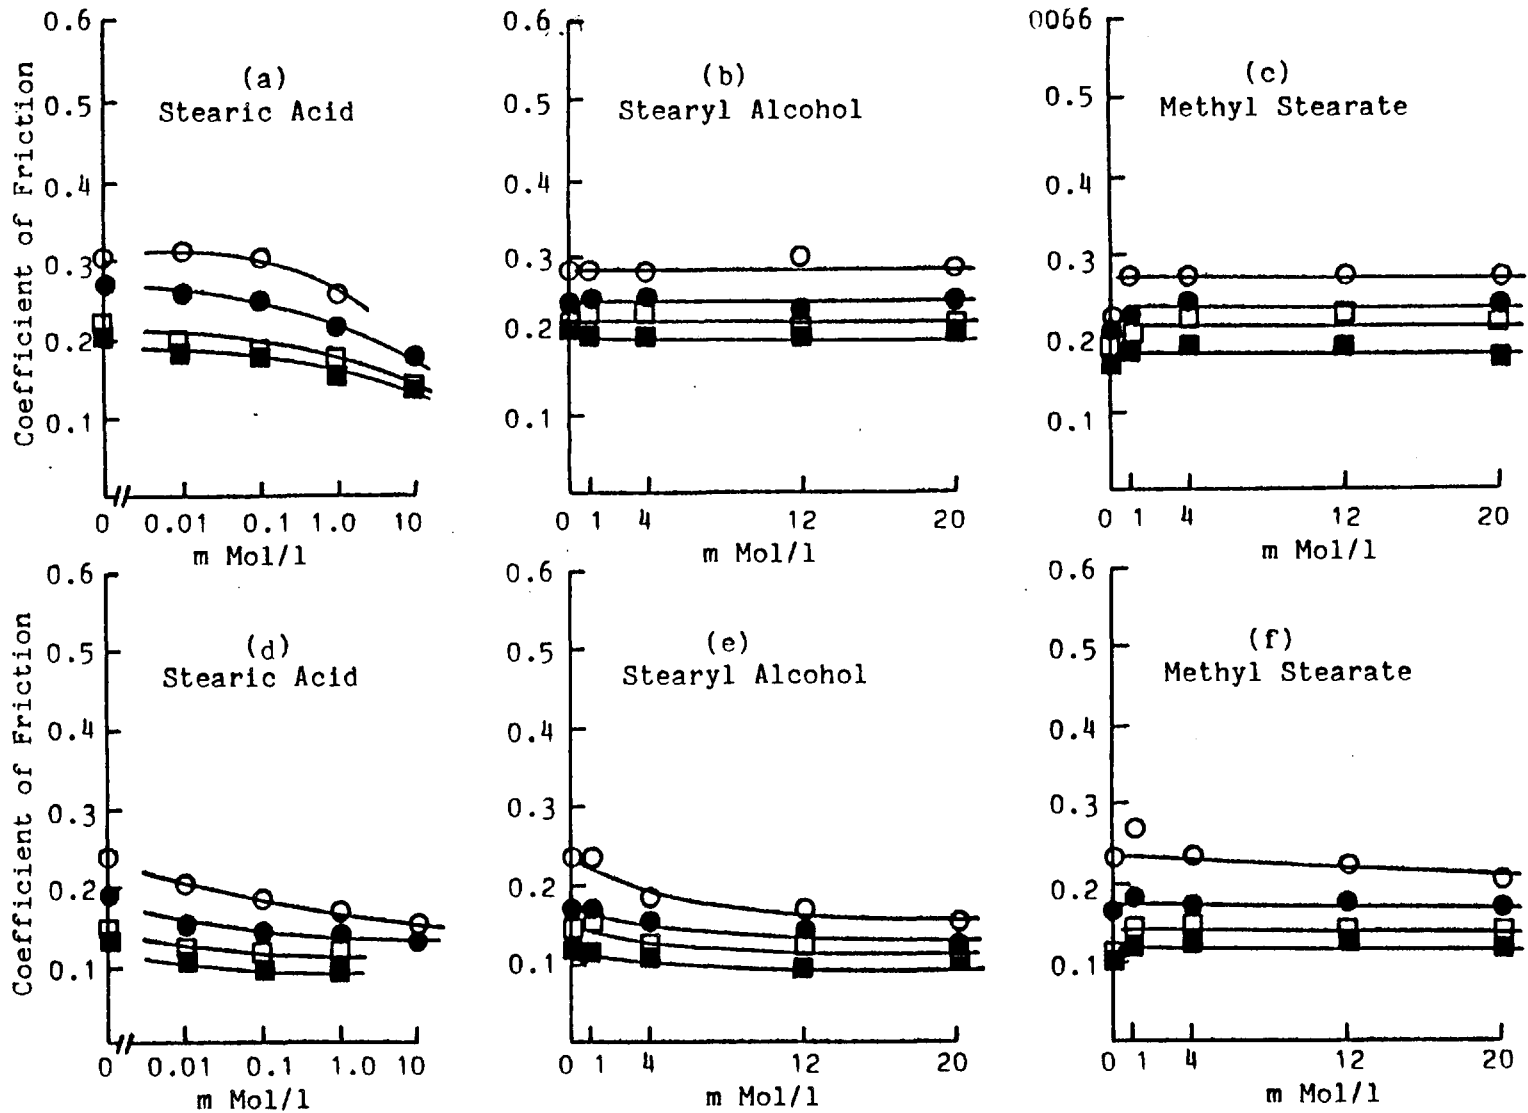 0.6
0.5
0.4
0.3
0.2
0.1
Coefficient of Friction
(a)
Stearic Acid
0 0.01 0.1 1.0 10
m Mol/l
0.6
0.5
0.4
0.3
0.2
0.1
(b)
Stearyl Alcohol
0 1 4 12 20
m Mol/l
0066
0.5
0.4
0.3
0.2
0.1
(c)
Methyl Stearate
0 1 4 12 20
m Mol/l
0.6
0.5
0.4
0.3
0.2
0.1
Coefficient of Friction
(d)
Stearic Acid
0 0.01 0.1 1.0 10
m Mol/l
0.6
0.5
0.4
0.3
0.2
0.1
(e)
Stearyl Alcohol
0 1 4 12 20
m Mol/l
0.6
0.5
0.4
0.3
0.2
0.1
(f)
Methyl Stearate
0 1 4 12 20
m Mol/l